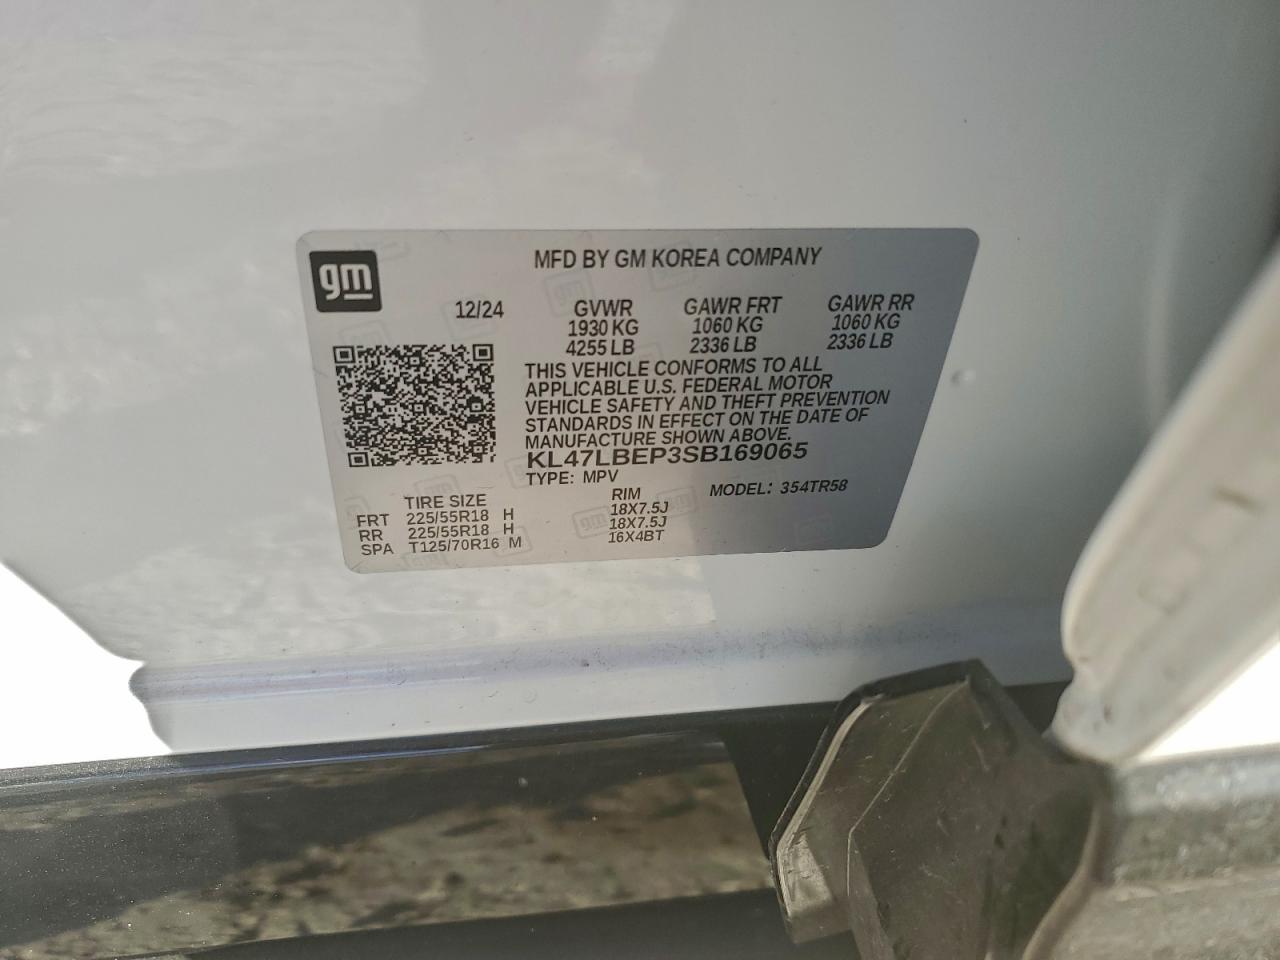 gm
MFD BY GM KOREA COMPANY
12/24 GVWR GAWR FRT GAWR RR
1930 KG 1060 KG 1060 KG
4255 LB 2336 LB 2336 LB
THIS VEHICLE CONFORMS TO ALL
APPLICABLE U.S. FEDERAL MOTOR
VEHICLE SAFETY AND THEFT PREVENTION
STANDARDS IN EFFECT ON THE DATE OF
MANUFACTURE SHOWN ABOVE.
KL47LBEP3SB169065
TYPE: MPV MODEL: 354TR58
TIRE SIZE RIM
FRT 225/55R18 H 18X7.5J
RR 225/55R18 H 18X7.5J
SPA T125/70R16 M 16X4BT